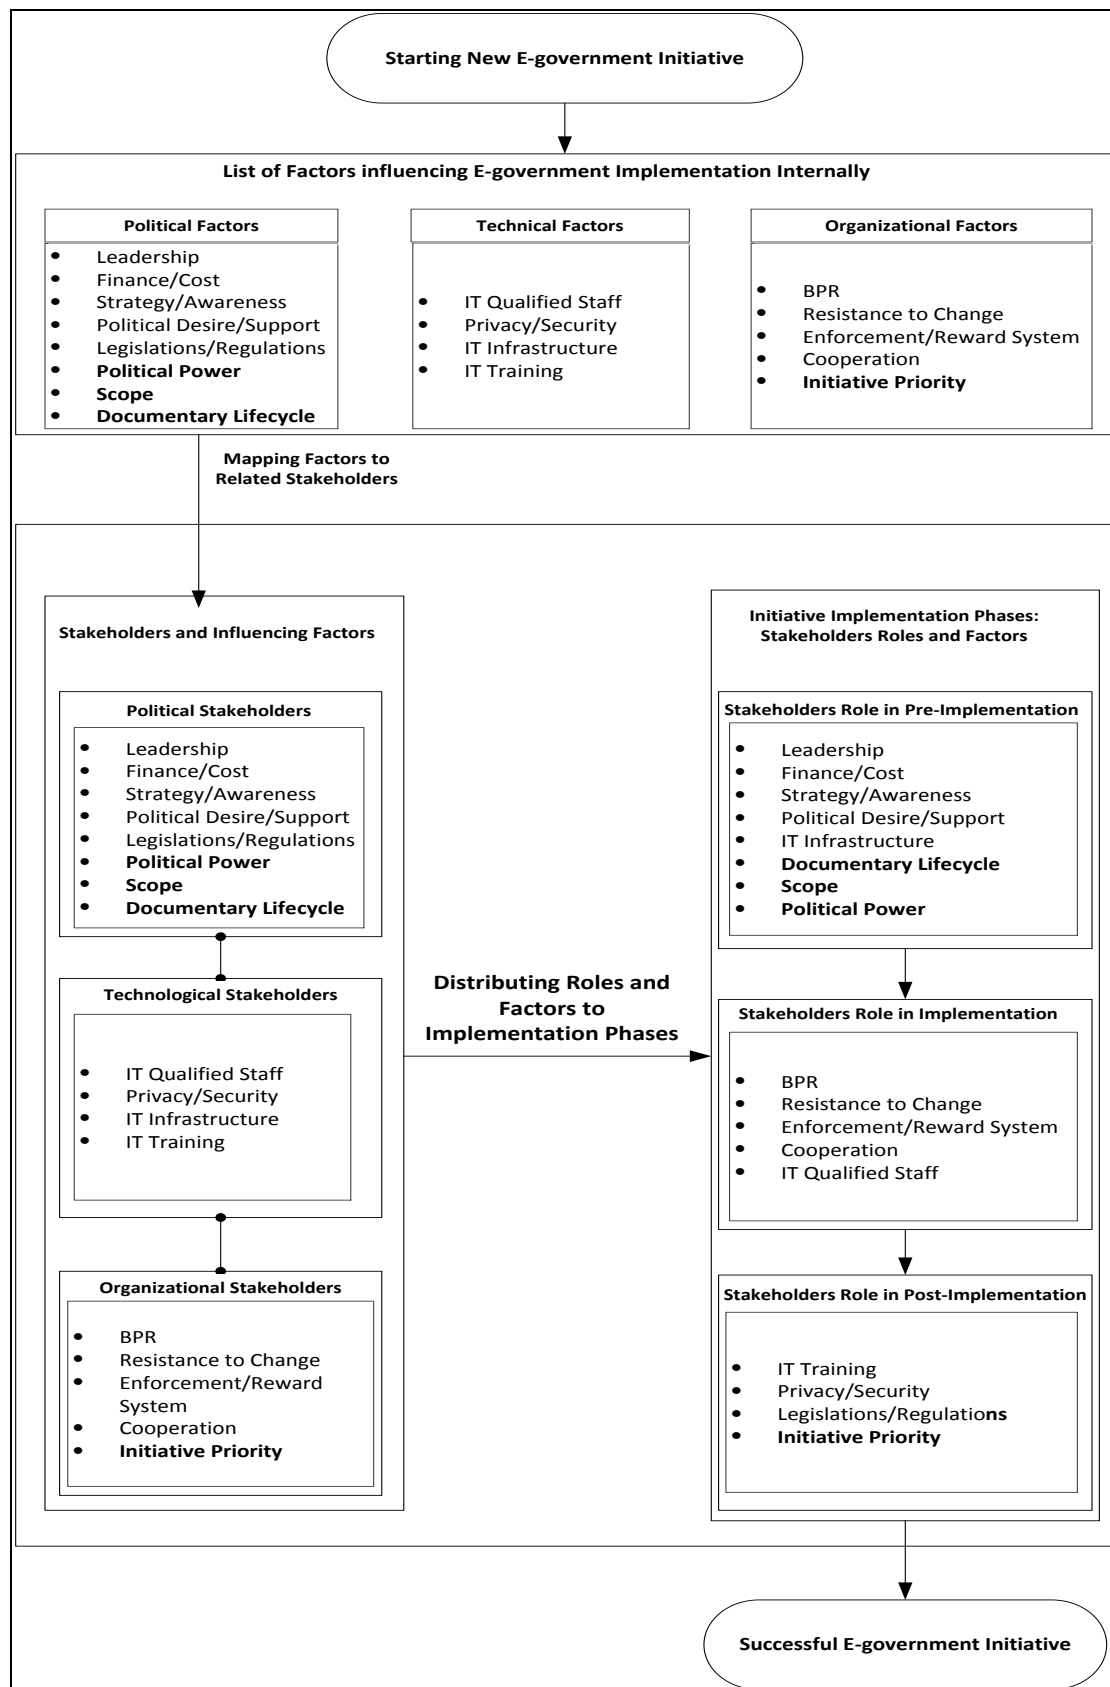 Starting New E-government Initiative
List of Factors influencing E-government Implementation Internally
Political Factors
• Leadership
• Finance/Cost
• Strategy/Awareness
• Political Desire/Support
• Legislations/Regulations
• Political Power
• Scope
• Documentary Lifecycle
Technical Factors
• IT Qualified Staff
• Privacy/Security
• IT Infrastructure
• IT Training
Organizational Factors
• BPR
• Resistance to Change
• Enforcement/Reward System
• Cooperation
• Initiative Priority
Mapping Factors to
Related Stakeholders
Stakeholders and Influencing Factors
Political Stakeholders
• Leadership
• Finance/Cost
• Strategy/Awareness
• Political Desire/Support
• Legislations/Regulations
• Political Power
• Scope
• Documentary Lifecycle
Technological Stakeholders
• IT Qualified Staff
• Privacy/Security
• IT Infrastructure
• IT Training
Organizational Stakeholders
• BPR
• Resistance to Change
• Enforcement/Reward
System
• Cooperation
• Initiative Priority
Distributing Roles and
Factors to
Implementation Phases
Initiative Implementation Phases:
Stakeholders Roles and Factors
Stakeholders Role in Pre-Implementation
• Leadership
• Finance/Cost
• Strategy/Awareness
• Political Desire/Support
• IT Infrastructure
• Documentary Lifecycle
• Scope
• Political Power
Stakeholders Role in Implementation
• BPR
• Resistance to Change
• Enforcement/Reward System
• Cooperation
• IT Qualified Staff
Stakeholders Role in Post-Implementation
• IT Training
• Privacy/Security
• Legislations/Regulations
• Initiative Priority
Successful E-government Initiative